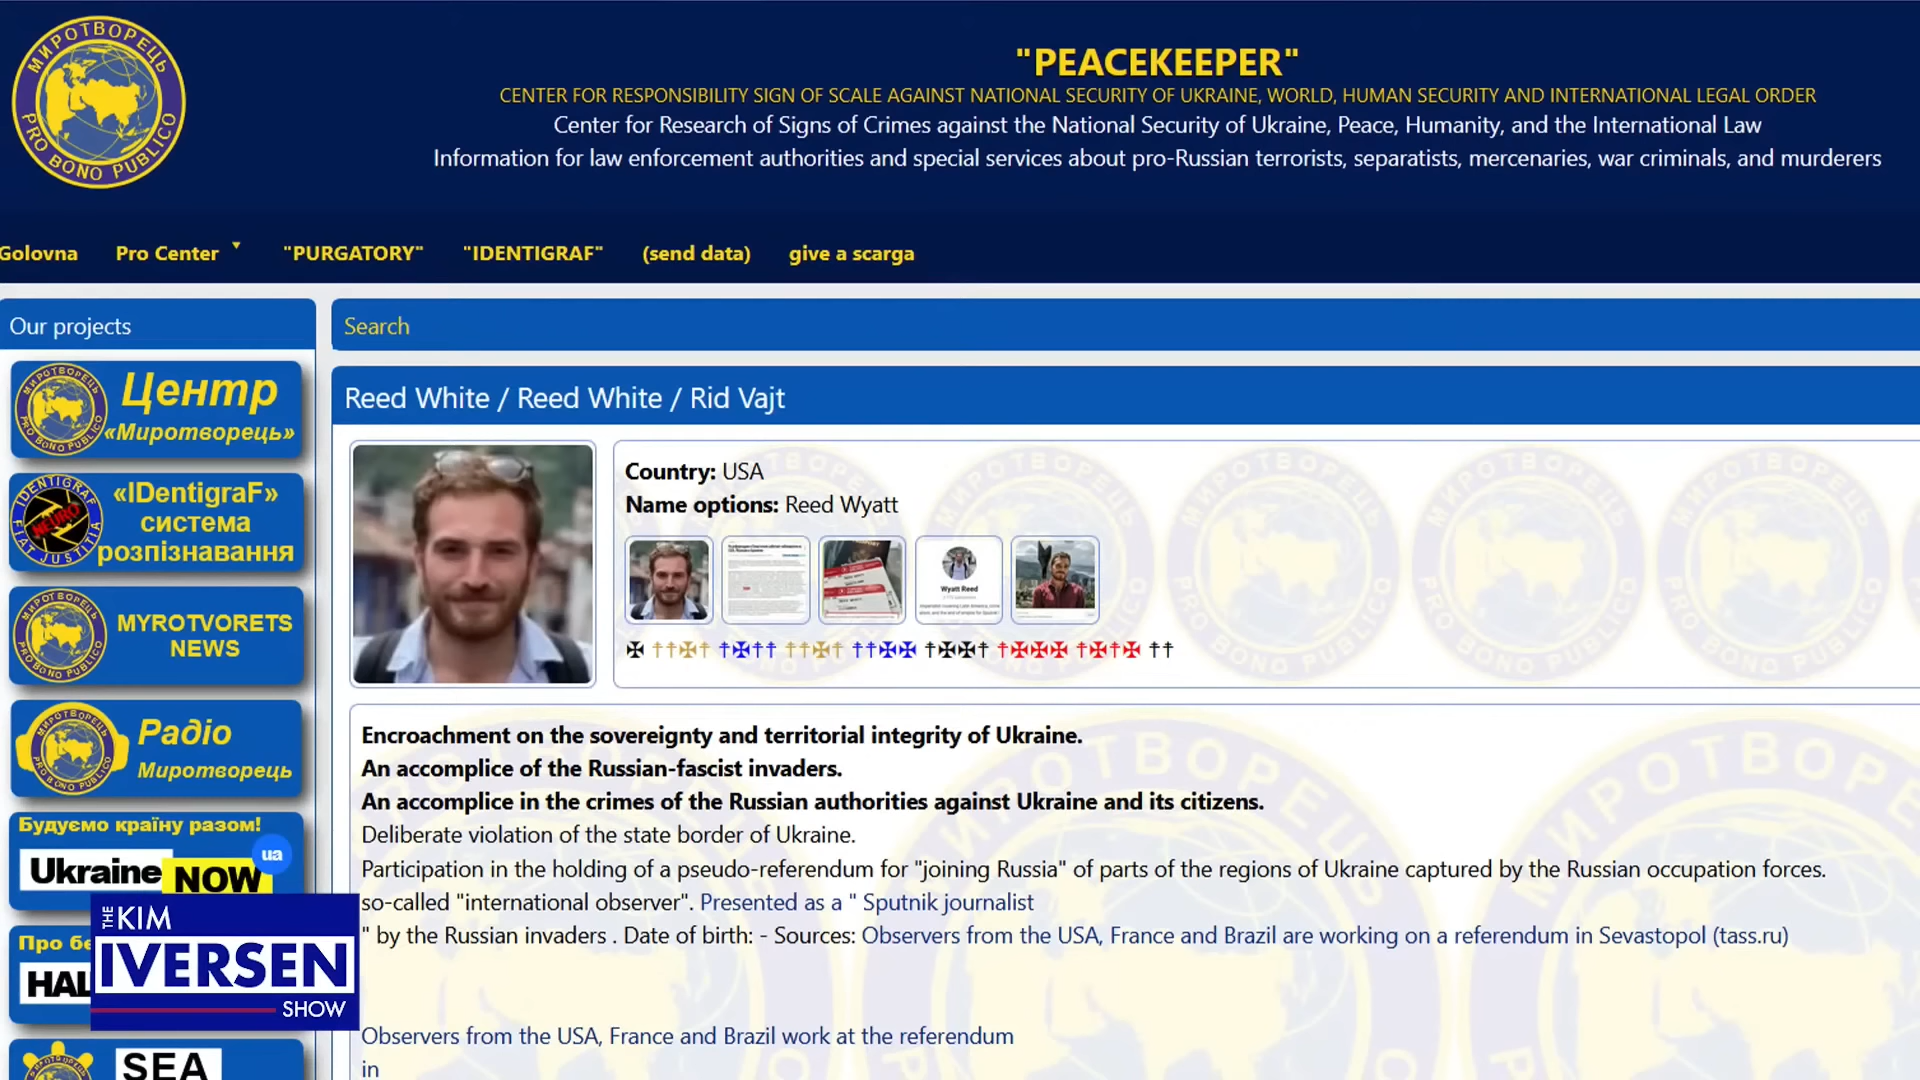 МИРОТВОРЕЦЬ
PRO BONO PUBLICO
"PEACEKEEPER"
CENTER FOR RESPONSIBILITY SIGN OF SCALE AGAINST NATIONAL SECURITY OF UKRAINE, WORLD, HUMAN SECURITY AND INTERNATIONAL LEGAL ORDER
Center for Research of Signs of Crimes against the National Security of Ukraine, Peace, Humanity, and the International Law
Information for law enforcement authorities and special services about pro-Russian terrorists, separatists, mercenaries, war criminals, and murderers
Golovna Pro Center ▼ "PURGATORY" "IDENTIGRAF" (send data) give a scarga
Our projects
Центр
«Миротворець»
IDENTIGRAF
NEURO
FIAT JUSTITIA
«IDentigraF»
система
розпізнавання
MYROTVORETS
NEWS
Радіо
Миротворець
Будуємо країну разом!
Ukraine NOW ua
Про бе
HAL
SEA
THE KIM
IVERSEN
SHOW
Search
Reed White / Reed White / Rid Vajt
Country: USA
Name options: Reed Wyatt
Wyatt Reed
✠ ††✠† †✠†† ††✠† ††✠✠ †✠✠† †✠✠✠ †✠†✠ ††
Encroachment on the sovereignty and territorial integrity of Ukraine.
An accomplice of the Russian-fascist invaders.
An accomplice in the crimes of the Russian authorities against Ukraine and its citizens.
Deliberate violation of the state border of Ukraine.
Participation in the holding of a pseudo-referendum for "joining Russia" of parts of the regions of Ukraine captured by the Russian occupation forces.
so-called "international observer". Presented as a " Sputnik journalist
" by the Russian invaders . Date of birth: - Sources: Observers from the USA, France and Brazil are working on a referendum in Sevastopol (tass.ru)
Observers from the USA, France and Brazil work at the referendum
in